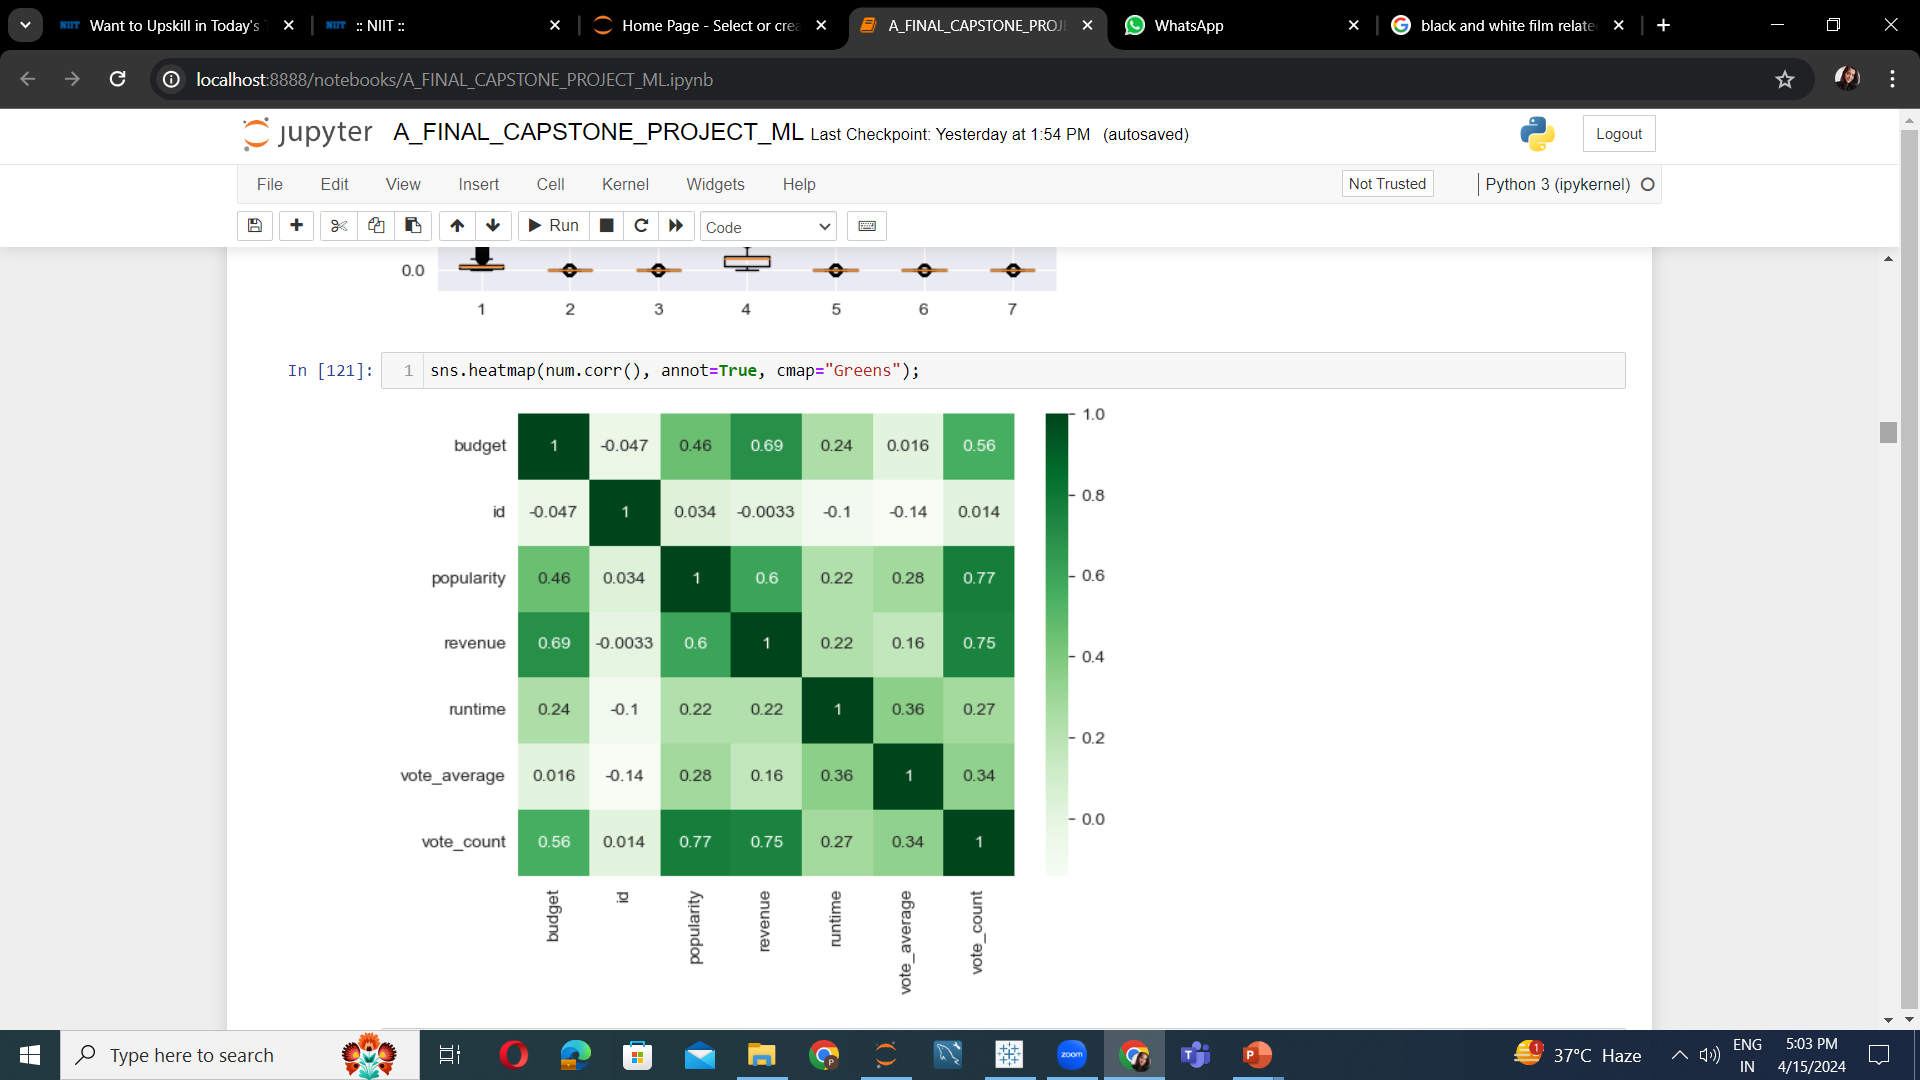 NIIT Want to Upskill in Today's
NIIT :: NIIT ::
Home Page - Select or crea
A_FINAL_CAPSTONE_PROJ
WhatsApp
black and white film relate
localhost:8888/notebooks/A_FINAL_CAPSTONE_PROJECT_ML.ipynb
jupyter A_FINAL_CAPSTONE_PROJECT_ML Last Checkpoint: Yesterday at 1:54 PM (autosaved)
Logout
File Edit View Insert Cell Kernel Widgets Help
Not Trusted
Python 3 (ipykernel)
Run
Code
0.0
1 2 3 4 5 6 7
In [121]: 1 sns.heatmap(num.corr(), annot=True, cmap="Greens");
1.0
budget 1 -0.047 0.46 0.69 0.24 0.016 0.56
0.8
id -0.047 1 0.034 -0.0033 -0.1 -0.14 0.014
popularity 0.46 0.034 1 0.6 0.22 0.28 0.77
0.6
revenue 0.69 -0.0033 0.6 1 0.22 0.16 0.75
0.4
runtime 0.24 -0.1 0.22 0.22 1 0.36 0.27
0.2
vote_average 0.016 -0.14 0.28 0.16 0.36 1 0.34
0.0
vote_count 0.56 0.014 0.77 0.75 0.27 0.34 1
budget id popularity revenue runtime vote_average vote_count
Type here to search
zoom
1
37°C Haze
ENG
IN
5:03 PM
4/15/2024